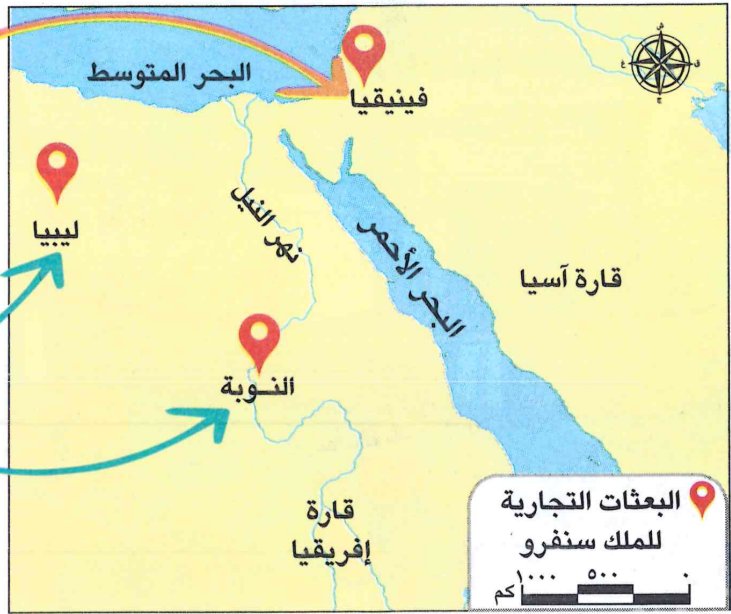 البحر المتوسط
فينيقيا
ش
ق
غ
ج
ليبيا
نهر النيل
البحر الأحمر
قارة آسيا
النوبة
قارة
إفريقيا
البعثات التجارية
للملك سنفرو
١٠٠٠ ٥٠٠ ٠
كم